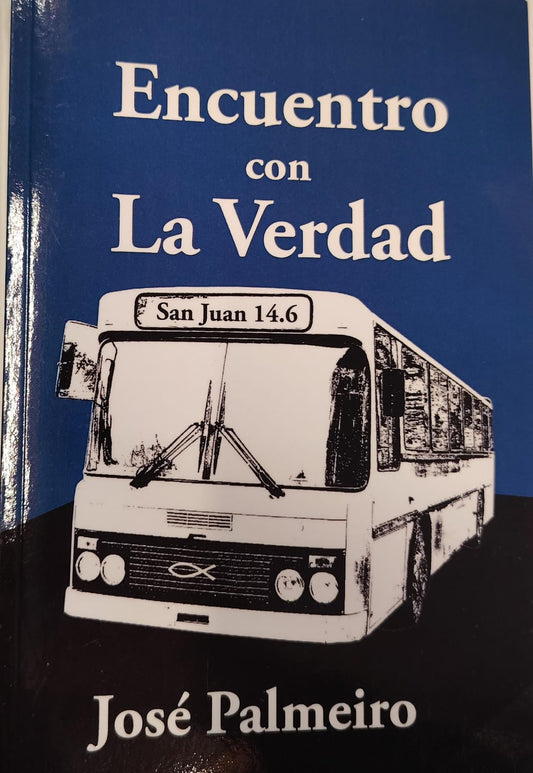 Encuentro
con
La Verdad
San Juan 14.6
José Palmeiro